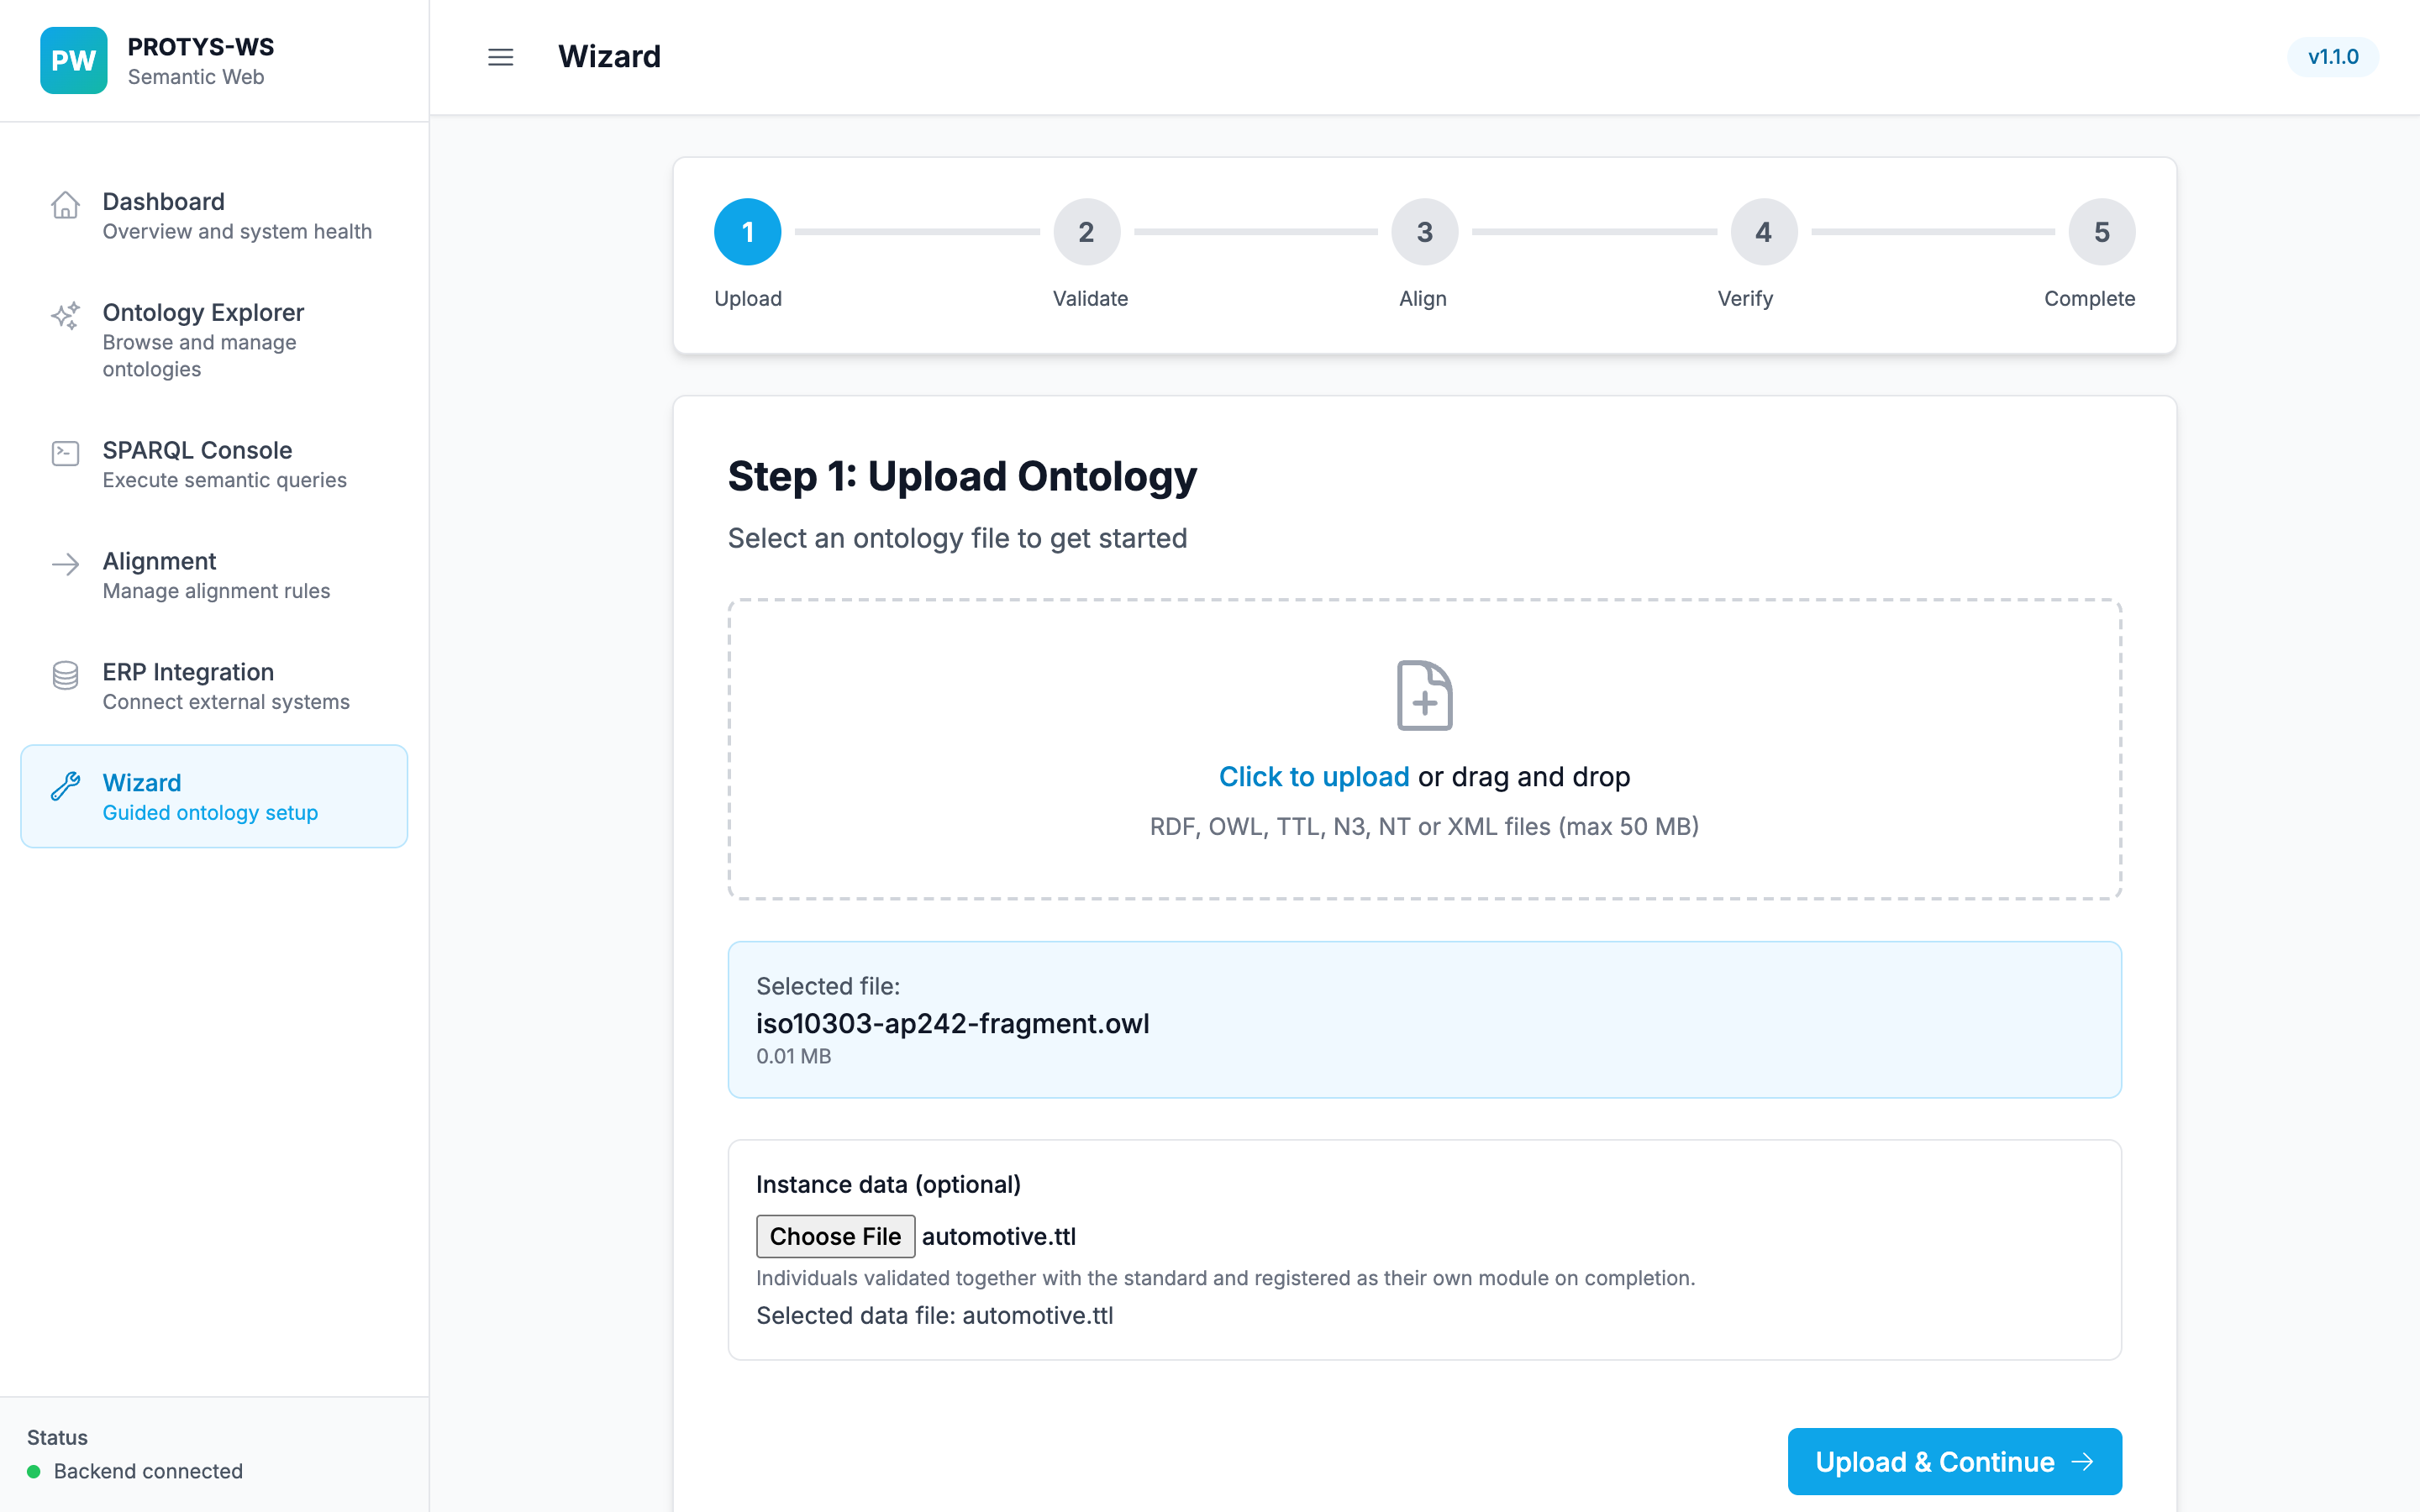 PW
PROTYS-WS
Semantic Web
Dashboard
Overview and system health
Ontology Explorer
Browse and manage
ontologies
SPARQL Console
Execute semantic queries
Alignment
Manage alignment rules
ERP Integration
Connect external systems
Wizard
Guided ontology setup
Status
Backend connected
Wizard
v1.1.0
1
2
3
4
5
Upload
Validate
Align
Verify
Complete
Step 1: Upload Ontology
Select an ontology file to get started
Click to upload or drag and drop
RDF, OWL, TTL, N3, NT or XML files (max 50 MB)
Selected file:
iso10303-ap242-fragment.owl
0.01 MB
Instance data (optional)
Choose File automotive.ttl
Individuals validated together with the standard and registered as their own module on completion.
Selected data file: automotive.ttl
Upload & Continue